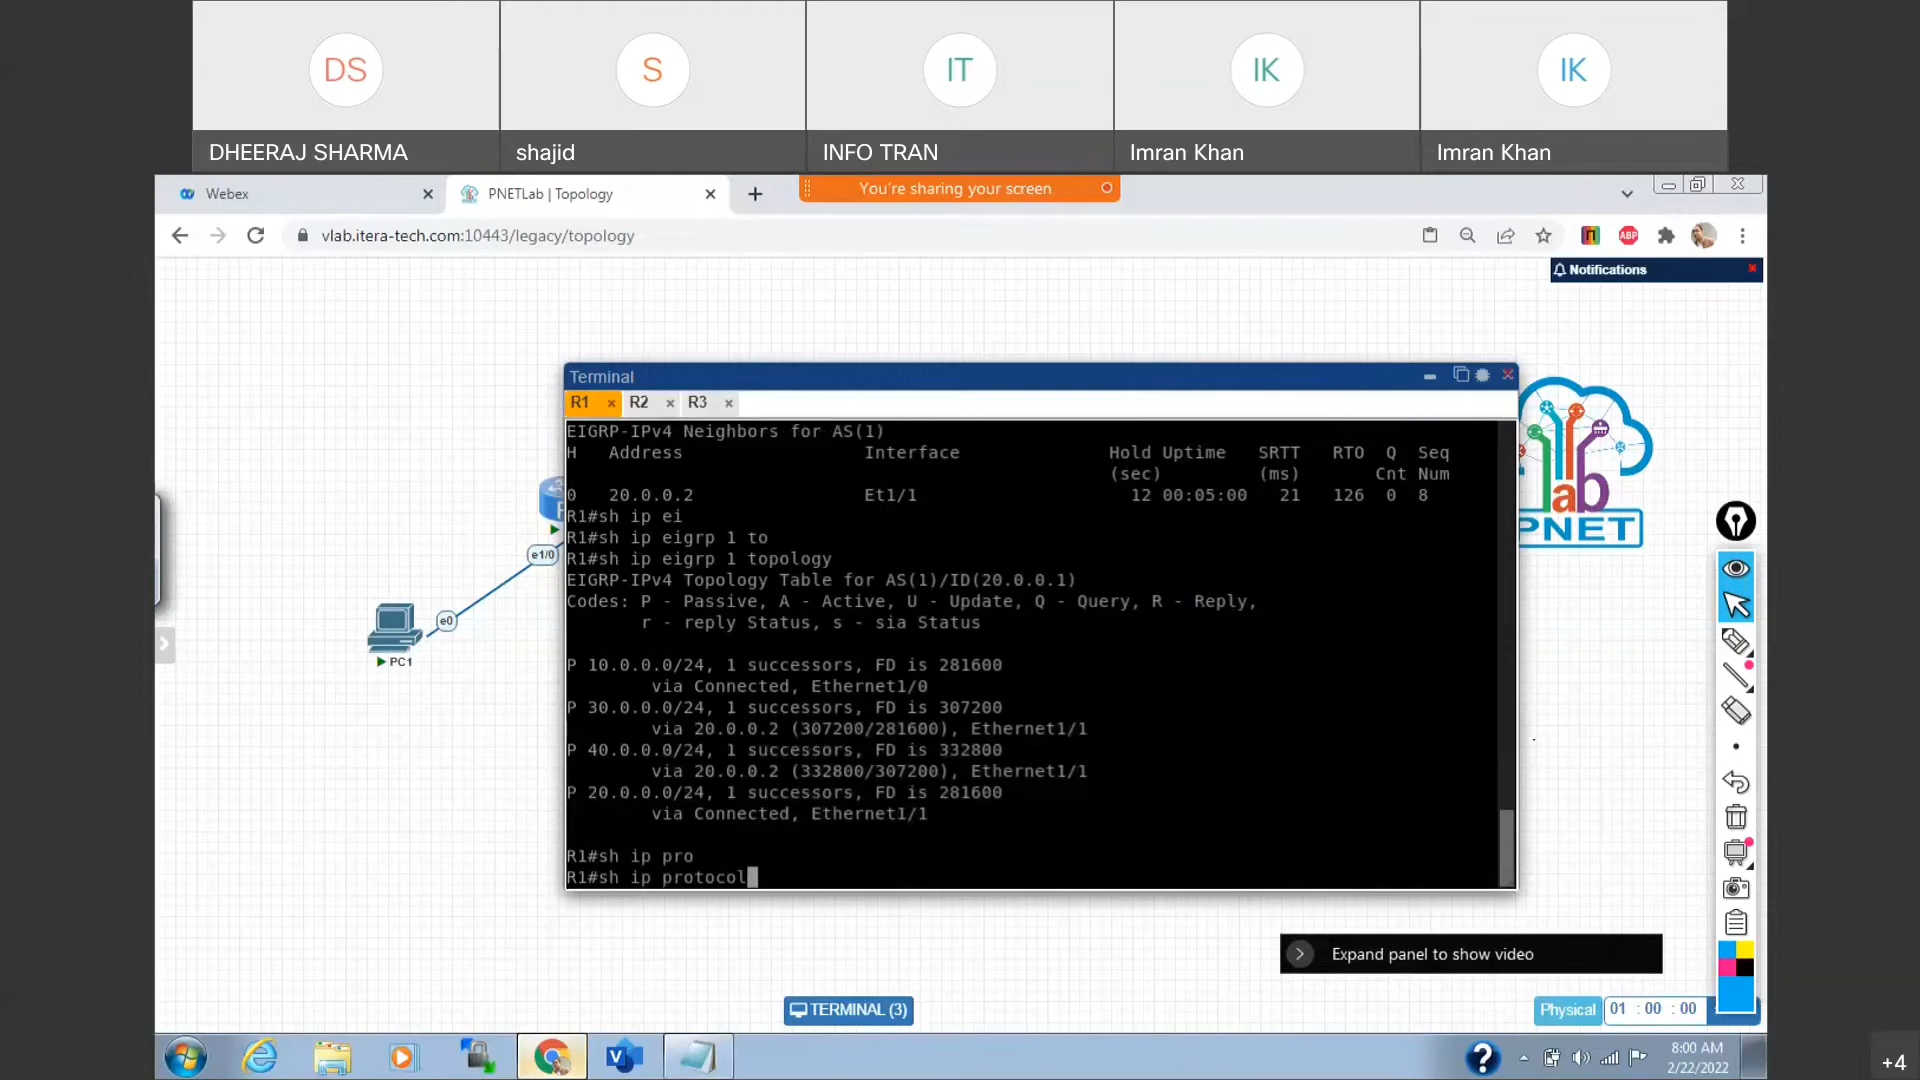 DS
S
IT
IK
IK
DHEERAJ SHARMA
shajid
INFO TRAN
Imran Khan
Imran Khan
Webex
PNETLab | Topology
You're sharing your screen
vlab.itera-tech.com:10443/legacy/topology
ABP
Notifications
Terminal
R1
R2
R3
EIGRP-IPv4 Neighbors for AS(1)
H Address Interface Hold Uptime SRTT RTO Q Seq
(sec) (ms) Cnt Num
0 20.0.0.2 Et1/1 12 00:05:00 21 126 0 8
R1#sh ip ei
R1#sh ip eigrp 1 to
R1#sh ip eigrp 1 topology
EIGRP-IPv4 Topology Table for AS(1)/ID(20.0.0.1)
Codes: P - Passive, A - Active, U - Update, Q - Query, R - Reply,
r - reply Status, s - sia Status
P 10.0.0.0/24, 1 successors, FD is 281600
via Connected, Ethernet1/0
P 30.0.0.0/24, 1 successors, FD is 307200
via 20.0.0.2 (307200/281600), Ethernet1/1
P 40.0.0.0/24, 1 successors, FD is 332800
via 20.0.0.2 (332800/307200), Ethernet1/1
P 20.0.0.0/24, 1 successors, FD is 281600
via Connected, Ethernet1/1
R1#sh ip pro
R1#sh ip protocol
e1/0
e0
PC1
lab
PNET
Expand panel to show video
TERMINAL (3)
Physical
01 : 00 : 00
8:00 AM
2/22/2022
+4